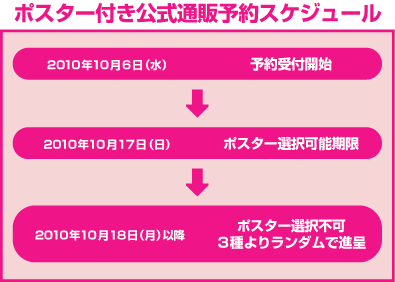 ポスター付き公式通販予約スケジュール
2010年10月6日(水) 予約受付開始
2010年10月17日(日) ポスター選択可能期限
2010年10月18日(月)以降 ポスター選択不可
3種よりランダムで進呈